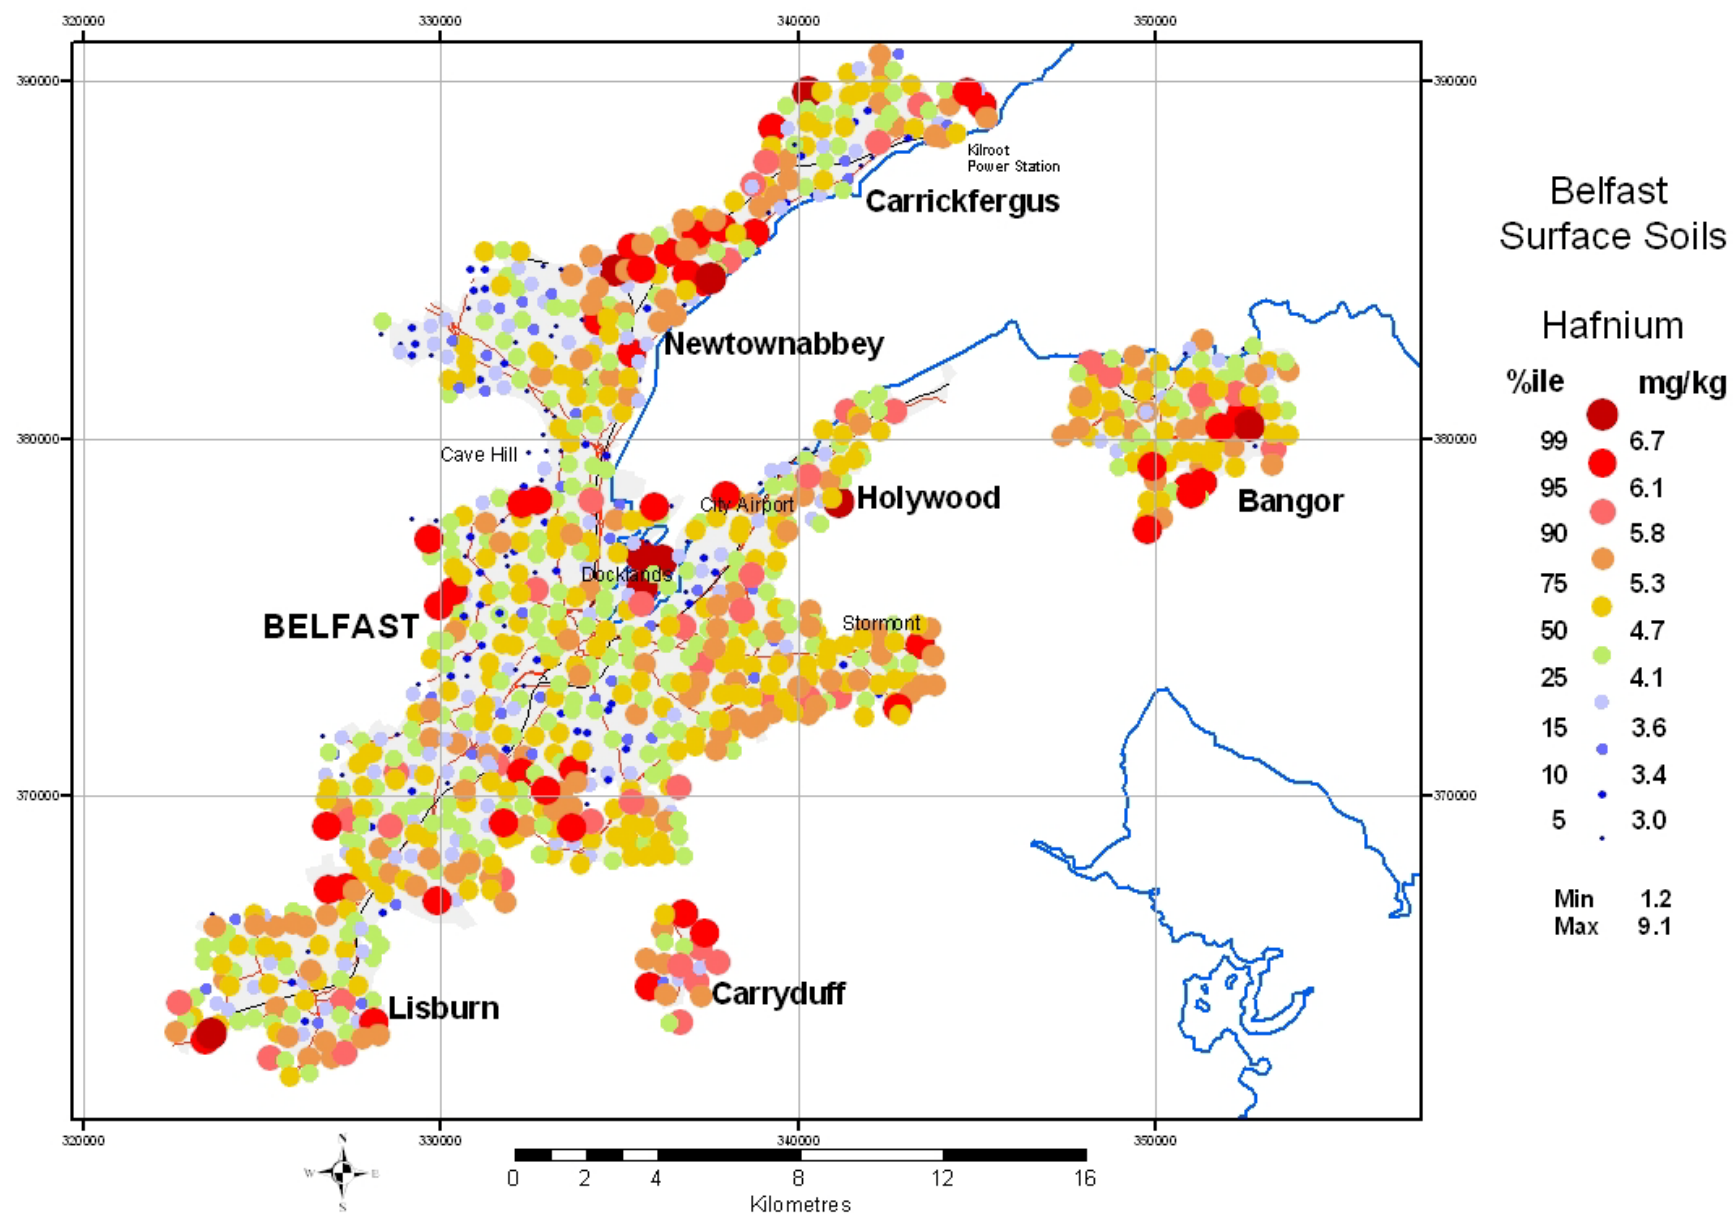 320000 330000 340000 350000
390000 390000
Kilroot
Power Station
Carrickfergus
Belfast
Surface Soils
Hafnium
%ile mg/kg
Newtownabbey
99 6.7
95 6.1
90 5.8
75 5.3
50 4.7
25 4.1
15 3.6
10 3.4
5 3.0
Min 1.2
Max 9.1
380000 380000
Cave Hill
City Airport
Holywood
Bangor
Docklands
BELFAST
Stormont
370000 370000
Lisburn
Carryduff
320000 330000 340000 350000
N
W E
S
0 2 4 8 12 16
Kilometres